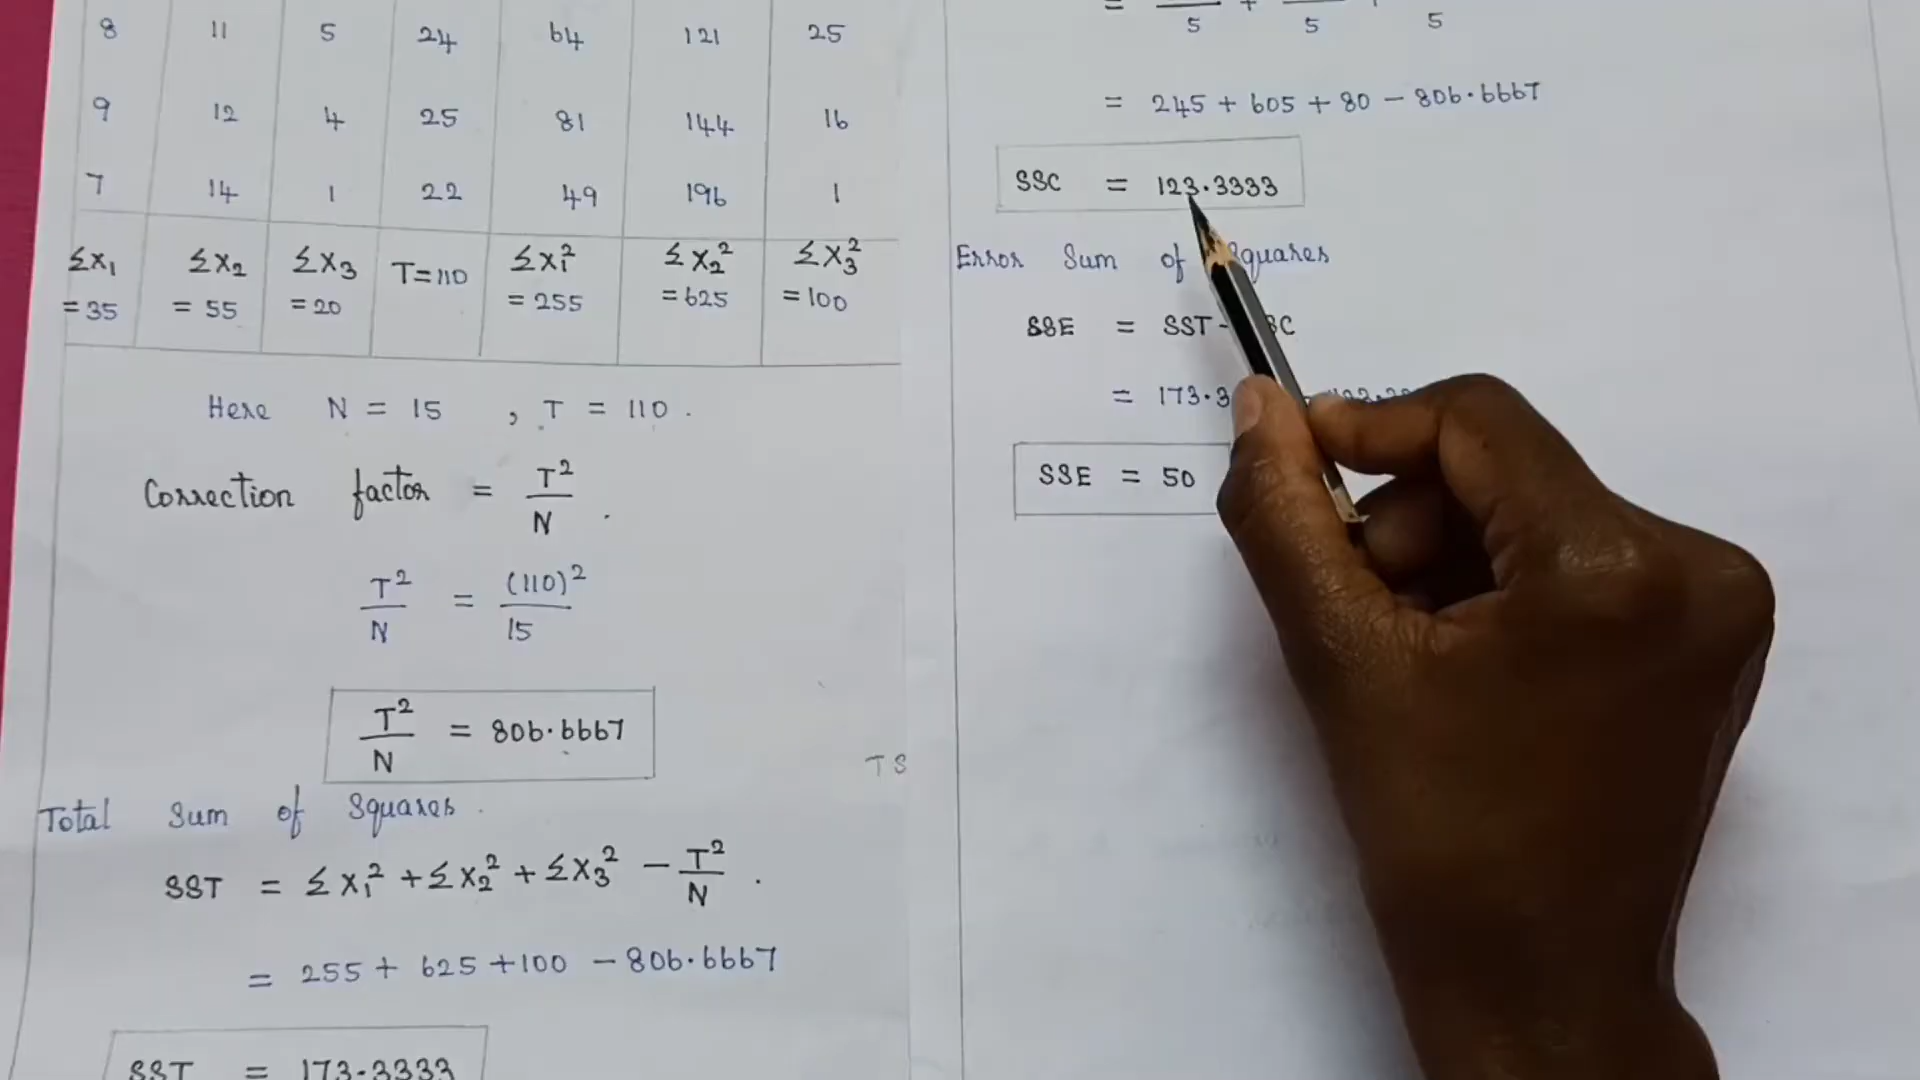 8 11 5 24 64 121 25
9 12 4 25 81 144 16
7 14 1 22 49 196 1
Σx₁ Σx₂ Σx₃ T=110 Σx₁² Σx₂² Σx₃²
=35 =55 =20 =255 =625 =100
Here N = 15 , T = 110 .
Correction factor = T²/N .
T²/N = (110)²/15
T²/N = 806.6667
TS
Total Sum of Squares .
SST = Σx₁² + Σx₂² + Σx₃² – T²/N .
= 255 + 625 +100 – 806.6667
SST = 173.3333
= 5 + 5 5
= 245 + 605 + 80 – 806.6667
SSC = 123.3333
Error Sum of Squares
SSE = SST -
= 173.3
SSE = 50